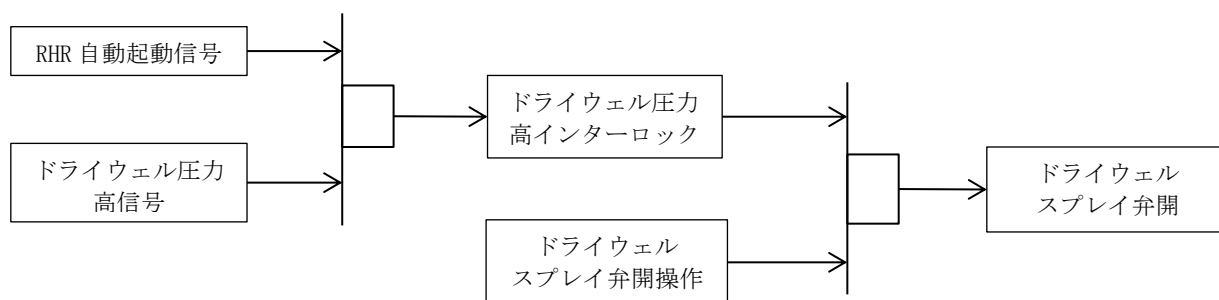 RHR 自動起動信号
ドライウェル圧力
高信号
ドライウェル圧力
高インターロック
ドライウェル
スプレイ弁開操作
ドライウェル
スプレイ弁開